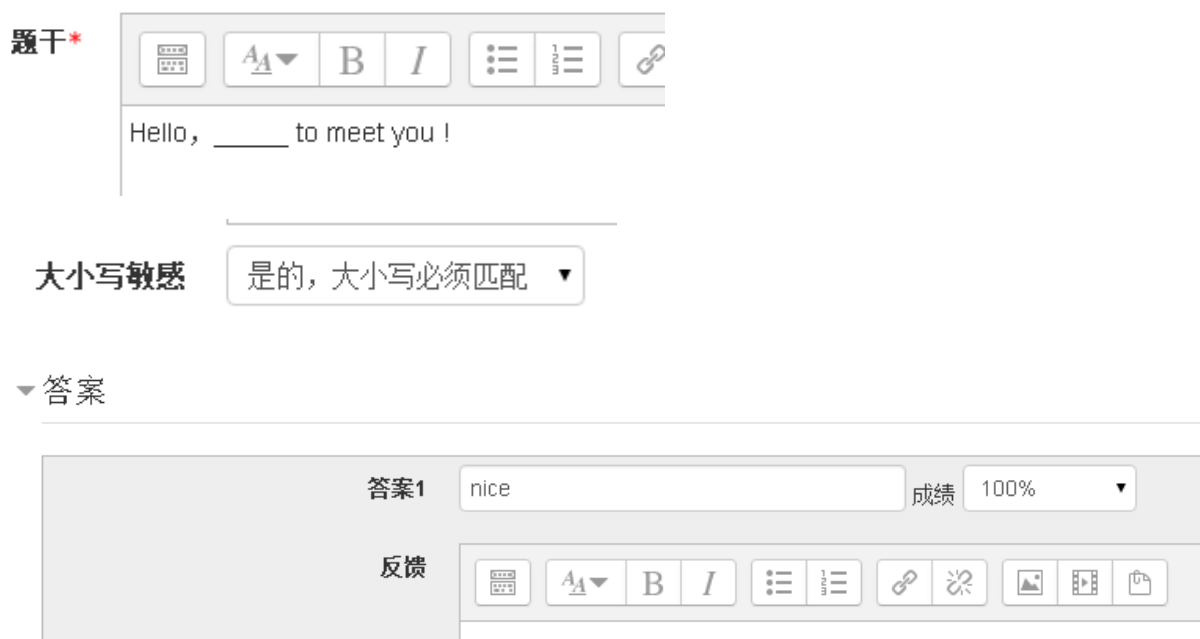 题干*
Hello，______ to meet you !
大小写敏感 是的，大小写必须匹配
答案
答案1 nice 成绩 100%
反馈